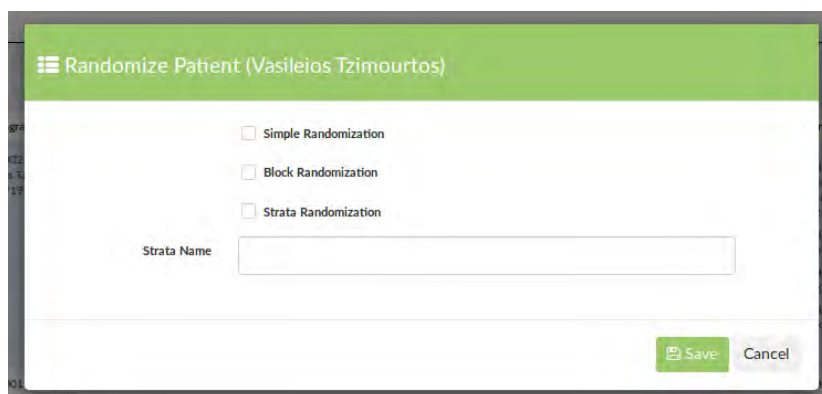 Randomize Patient (Vasileios Tzimourtos)
Simple Randomization
Block Randomization
Strata Randomization
Strata Name
Save Cancel